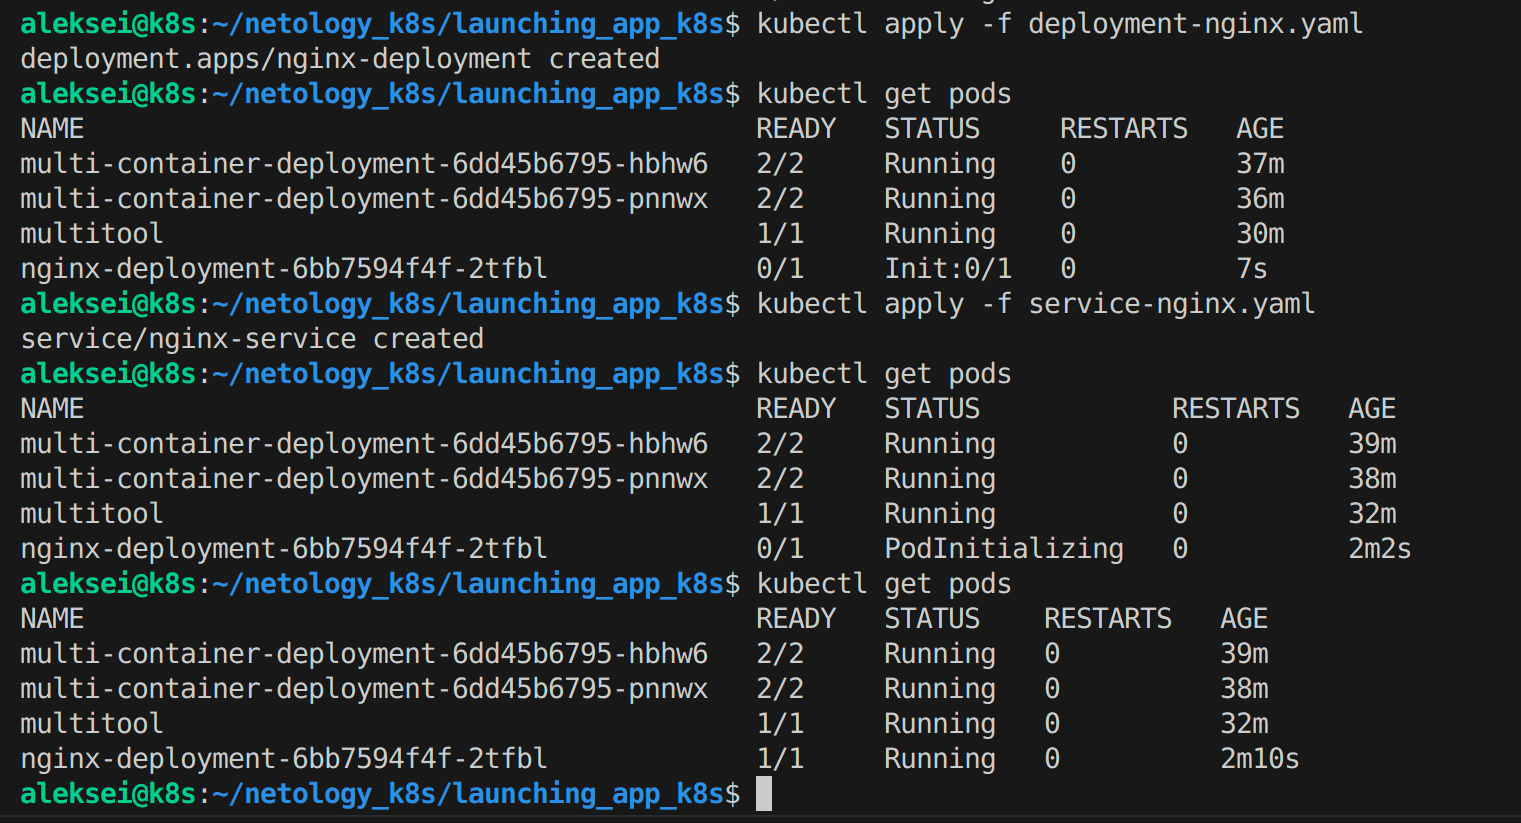 aleksei@k8s:~/netology_k8s/launching_app_k8s$ kubectl apply -f deployment-nginx.yaml
deployment.apps/nginx-deployment created
aleksei@k8s:~/netology_k8s/launching_app_k8s$ kubectl get pods
NAME                                          READY   STATUS     RESTARTS   AGE
multi-container-deployment-6dd45b6795-hbhw6   2/2     Running    0          37m
multi-container-deployment-6dd45b6795-pnnwx   2/2     Running    0          36m
multitool                                     1/1     Running    0          30m
nginx-deployment-6bb7594f4f-2tfbl             0/1     Init:0/1   0          7s
aleksei@k8s:~/netology_k8s/launching_app_k8s$ kubectl apply -f service-nginx.yaml
service/nginx-service created
aleksei@k8s:~/netology_k8s/launching_app_k8s$ kubectl get pods
NAME                                          READY   STATUS            RESTARTS   AGE
multi-container-deployment-6dd45b6795-hbhw6   2/2     Running           0          39m
multi-container-deployment-6dd45b6795-pnnwx   2/2     Running           0          38m
multitool                                     1/1     Running           0          32m
nginx-deployment-6bb7594f4f-2tfbl             0/1     PodInitializing   0          2m2s
aleksei@k8s:~/netology_k8s/launching_app_k8s$ kubectl get pods
NAME                                          READY   STATUS    RESTARTS   AGE
multi-container-deployment-6dd45b6795-hbhw6   2/2     Running   0          39m
multi-container-deployment-6dd45b6795-pnnwx   2/2     Running   0          38m
multitool                                     1/1     Running   0          32m
nginx-deployment-6bb7594f4f-2tfbl             1/1     Running   0          2m10s
aleksei@k8s:~/netology_k8s/launching_app_k8s$